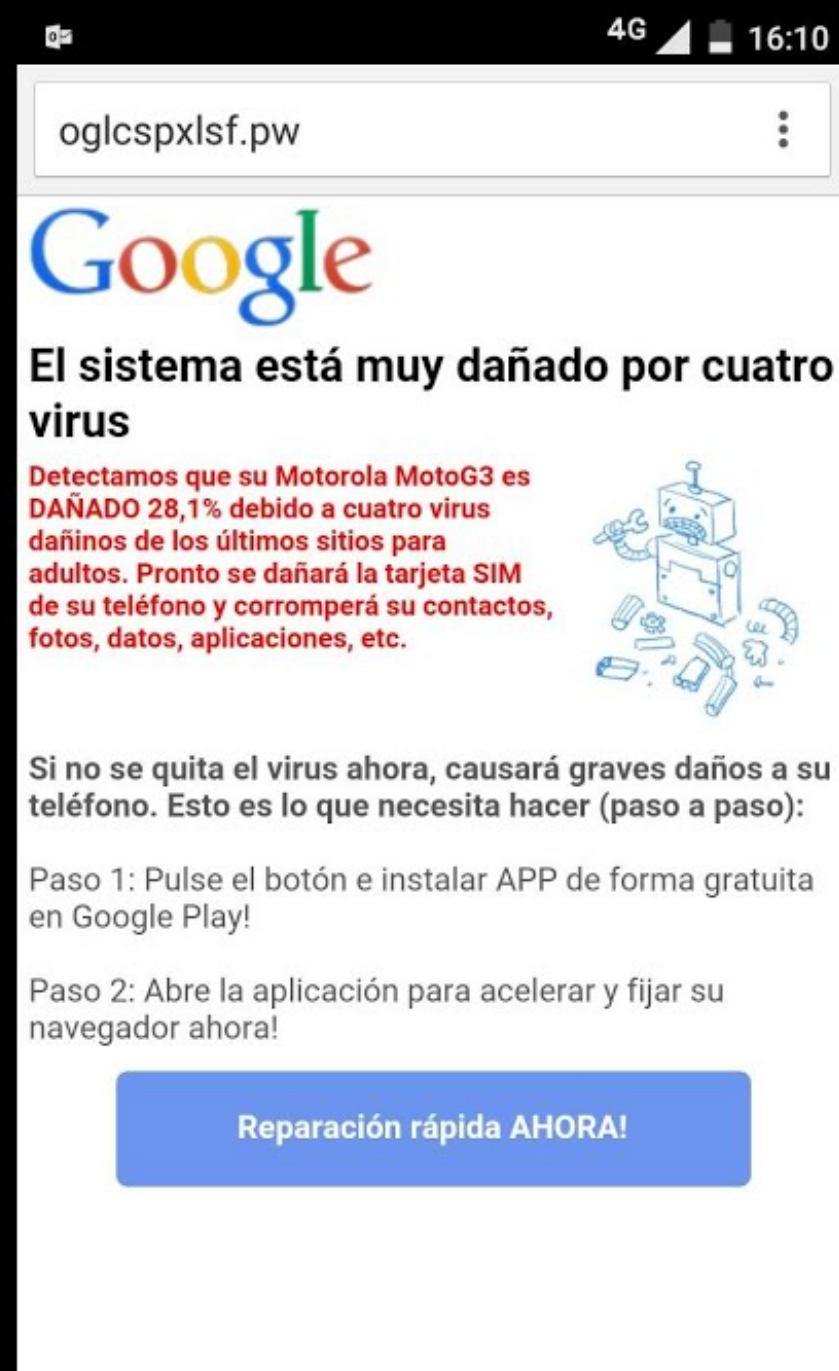 4G 16:10
oglcspxlsf.pw
Google
El sistema está muy dañado por cuatro
virus
Detectamos que su Motorola MotoG3 es
DAÑADO 28,1% debido a cuatro virus
dañinos de los últimos sitios para
adultos. Pronto se dañará la tarjeta SIM
de su teléfono y corromperá su contactos,
fotos, datos, aplicaciones, etc.
Si no se quita el virus ahora, causará graves daños a su
teléfono. Esto es lo que necesita hacer (paso a paso):
Paso 1: Pulse el botón e instalar APP de forma gratuita
en Google Play!
Paso 2: Abre la aplicación para acelerar y fijar su
navegador ahora!
Reparación rápida AHORA!